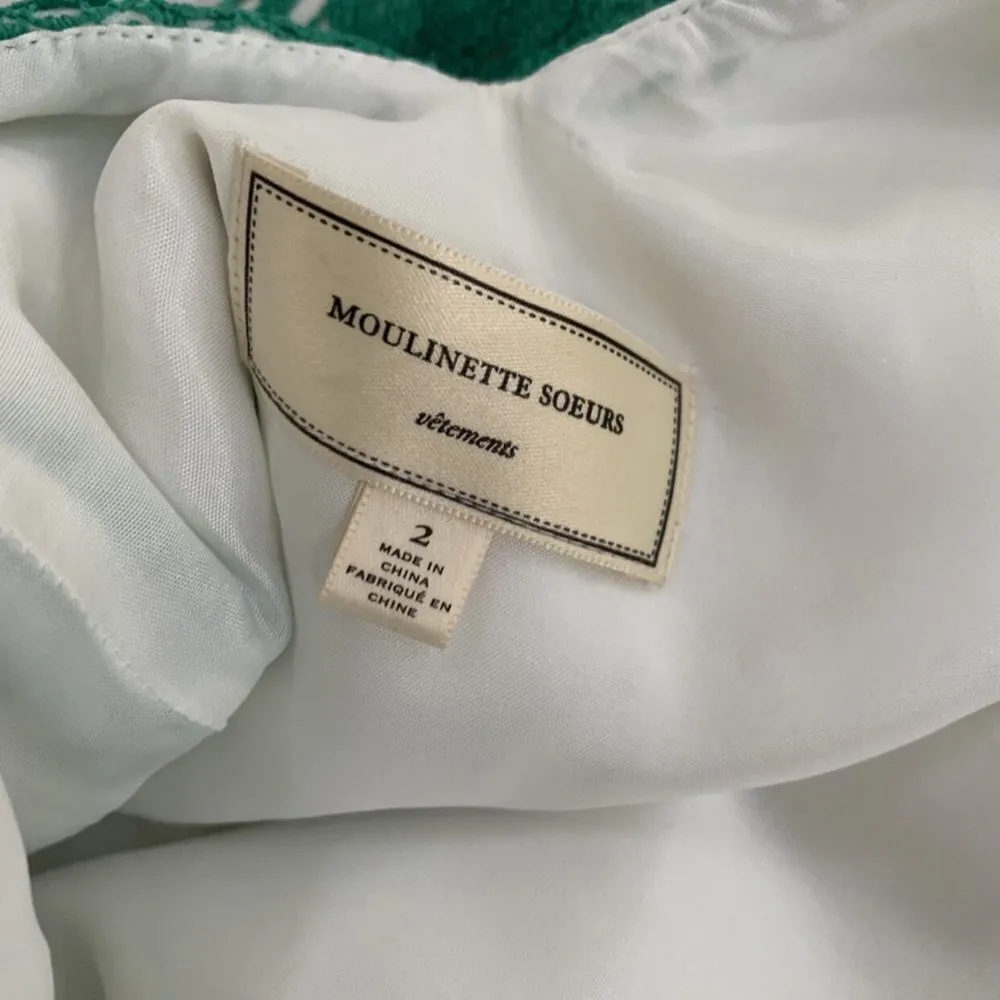 MOULINETTE SOEURS
vêtements
2
MADE IN
CHINA
FABRIQUÉ EN
CHINE